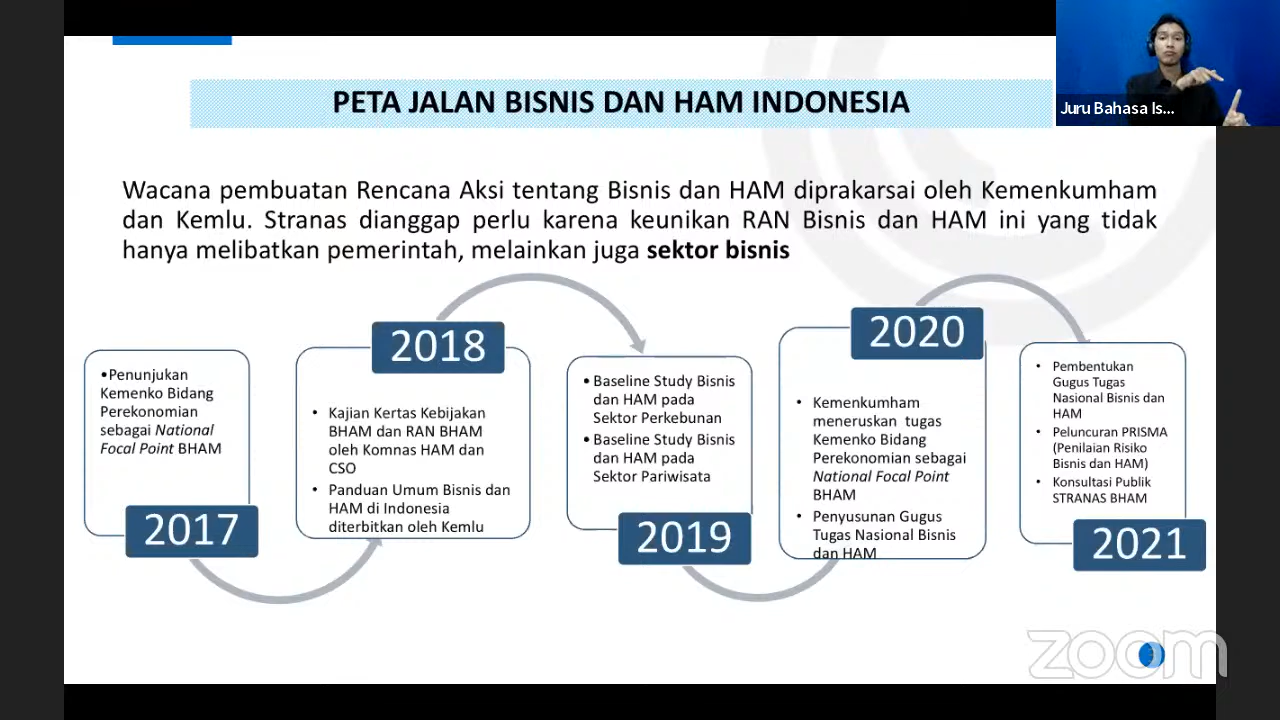 PETA JALAN BISNIS DAN HAM INDONESIA
Juru Bahasa Is...
Wacana pembuatan Rencana Aksi tentang Bisnis dan HAM diprakarsai oleh Kemenkumham
dan Kemlu. Stranas dianggap perlu karena keunikan RAN Bisnis dan HAM ini yang tidak
hanya melibatkan pemerintah, melainkan juga sektor bisnis
•Penunjukan
Kemenko Bidang
Perekonomian
sebagai National
Focal Point BHAM
2017
2018
• Kajian Kertas Kebijakan
BHAM dan RAN BHAM
oleh Komnas HAM dan
CSO
• Panduan Umum Bisnis dan
HAM di Indonesia
diterbitkan oleh Kemlu
• Baseline Study Bisnis
dan HAM pada
Sektor Perkebunan
• Baseline Study Bisnis
dan HAM pada
Sektor Pariwisata
2019
2020
• Kemenkumham
meneruskan tugas
Kemenko Bidang
Perekonomian sebagai
National Focal Point
BHAM
• Penyusunan Gugus
Tugas Nasional Bisnis
dan HAM
• Pembentukan
Gugus Tugas
Nasional Bisnis dan
HAM
• Peluncuran PRISMA
(Penilaian Risiko
Bisnis dan HAM)
• Konsultasi Publik
STRANAS BHAM
2021
zoom